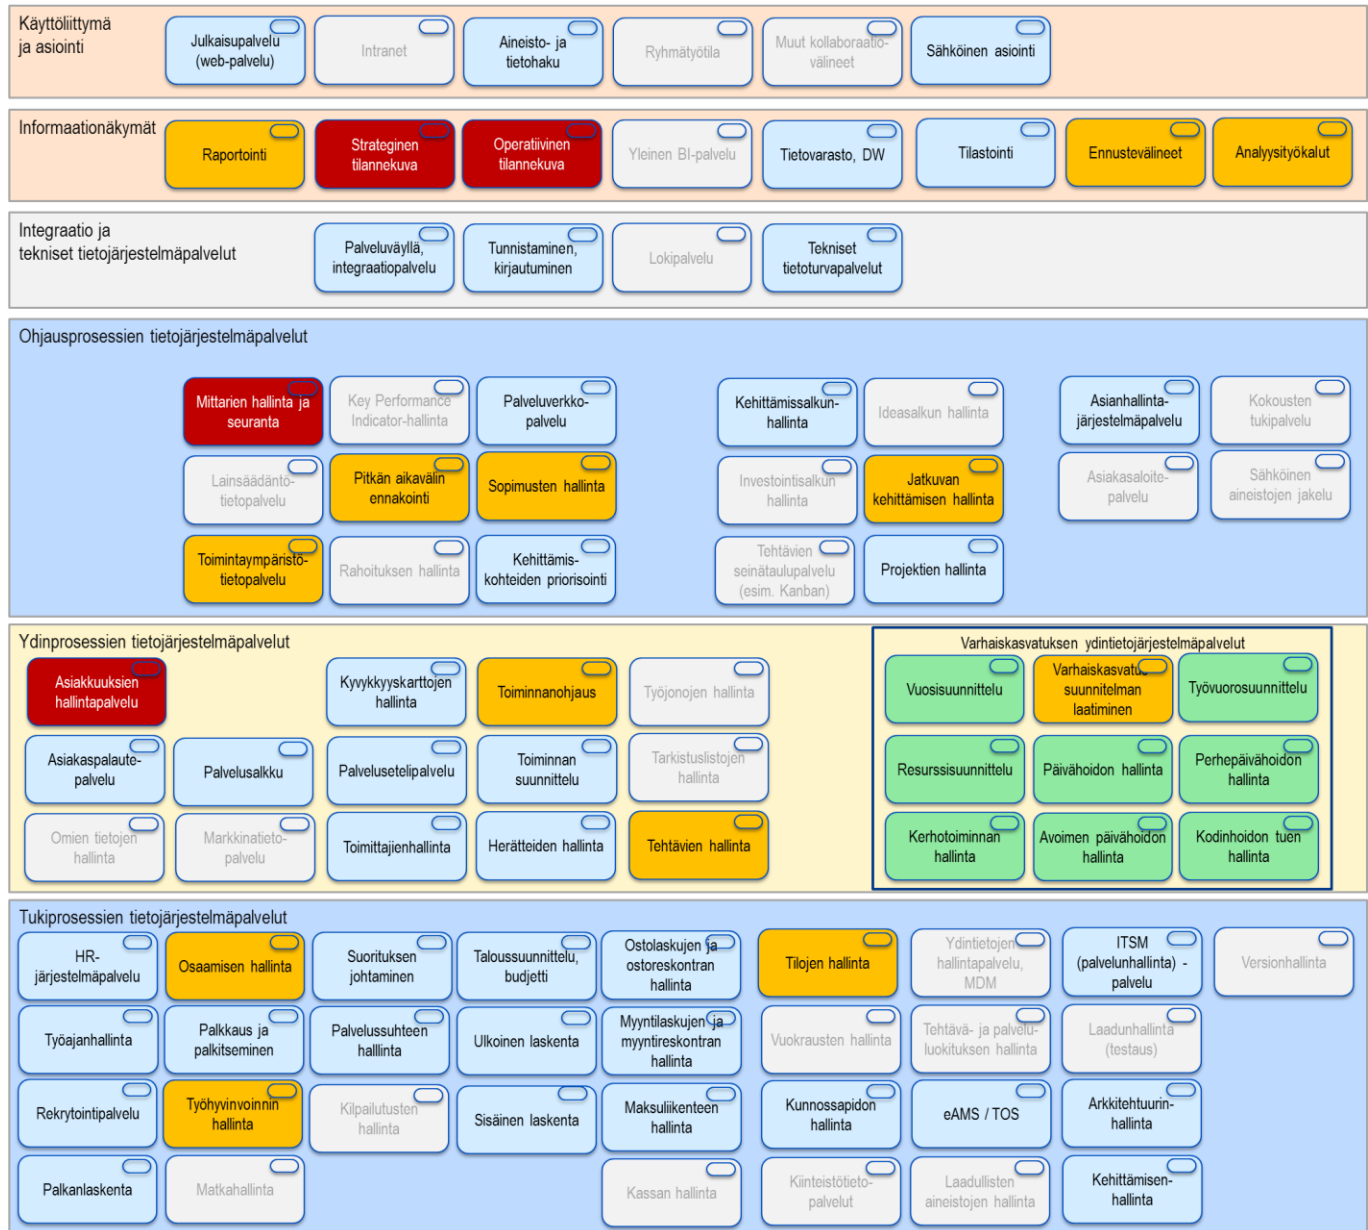 Käyttöliittymä
ja asiointi
Julkaisupalvelu
(web-palvelu)
Intranet
Aineisto- ja
tietohaku
Ryhmätyötila
Muut kollaboraatio-
välineet
Sähköinen asiointi
Informaationäkymät
Raportointi
Strateginen
tilannekuva
Operatiivinen
tilannekuva
Yleinen BI-palvelu
Tietovarasto, DW
Tilastointi
Ennustevälineet
Analyysityökalut
Integraatio ja
tekniset tietojärjestelmäpalvelut
Palveluväyllä,
integraatiopalvelu
Tunnistaminen,
kirjautuminen
Lokipalvelu
Tekniset
tietoturvapalvelut
Ohjausprosessien tietojärjestelmäpalvelut
Mittarien hallinta ja
seuranta
Key Performance
Indicator-hallinta
Palveluverkko-
palvelu
Kehittämissalkun-
hallinta
Ideasalkun hallinta
Asianhallinta-
järjestelmäpalvelu
Kokousten
tukipalvelu
Lainsäädäntö-
tietopalvelu
Pitkän aikavälin
ennakointi
Sopimusten hallinta
Investointisalkun
hallinta
Jatkuvan
kehittämisen hallinta
Asiakasaloite-
palvelu
Sähköinen
aineistojen jakelu
Toimintaympäristö-
tietopalvelu
Rahoituksen hallinta
Kehittämis-
kohteiden priorisointi
Tehtävien
seinätaulupalvelu
(esim. Kanban)
Projektien hallinta
Ydinprosessien tietojärjestelmäpalvelut
Asiakkuuksien
hallintapalvelu
Kyvykkyyskarttojen
hallinta
Toiminnanohjaus
Työjonojen hallinta
Asiakaspalaute-
palvelu
Palvelusalkku
Palvelusetelipalvelu
Toiminnan
suunnittelu
Tarkistuslistojen
hallinta
Omien tietojen
hallinta
Markkinatieto-
palvelu
Toimittajienhallinta
Herätteiden hallinta
Tehtävien hallinta
Varhaiskasvatuksen ydintietojärjestelmäpalvelut
Vuosisuunnittelu
Varhaiskasvatus
suunnitelman
laatiminen
Työvuorosuunnittelu
Resurssisuunnittelu
Päivähoidon hallinta
Perhepäivähoidon
hallinta
Kerhotoiminnan
hallinta
Avoimen päivähoidon
hallinta
Kodinhoidon tuen
hallinta
Tukiprosessien tietojärjestelmäpalvelut
HR-
järjestelmäpalvelu
Osaamisen hallinta
Suorituksen
johtaminen
Taloussuunnittelu,
budjetti
Ostolaskujen ja
ostoreskontran
hallinta
Tilojen hallinta
Ydintietojen
hallintapalvelu,
MDM
ITSM
(palvelunhallinta) -
palvelu
Versionhallinta
Työajanhallinta
Palkkaus ja
palkitseminen
Palvelussuhteen
halllinta
Ulkoinen laskenta
Myyntilaskujen ja
myyntireskontran
hallinta
Vuokrausten hallinta
Tehtävä- ja palvelu-
luokituksen hallinta
Laadunhallinta
(testaus)
Rekrytointipalvelu
Työhyvinvoinnin
hallinta
Kilpailutusten
hallinta
Sisäinen laskenta
Maksuliikenteen
hallinta
Kunnossapidon
hallinta
eAMS / TOS
Arkkitehtuurin-
hallinta
Palkanlaskenta
Matkahallinta
Kassan hallinta
Kiinteistötieto-
palvelut
Laadullisten
aineistojen hallinta
Kehittämisen-
hallinta